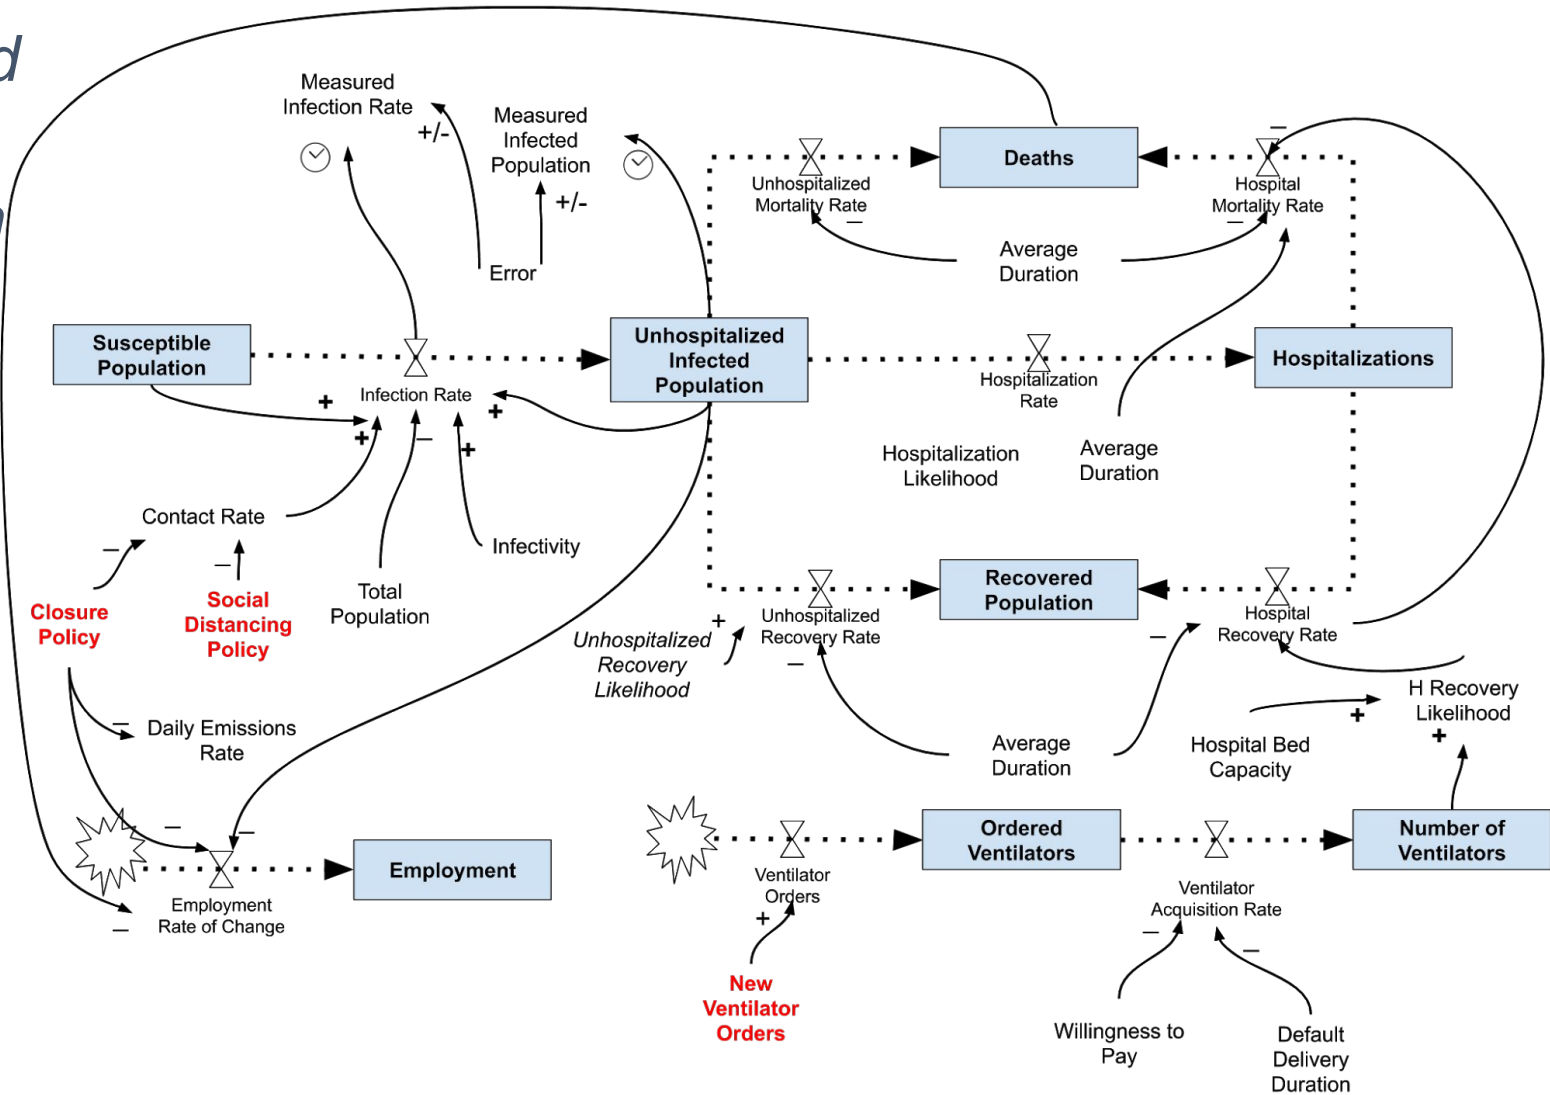 d
Measured
Infection Rate
+/-
Measured
Infected
Population
+/-
Error
Unhospitalized
Mortality Rate
–
Deaths
–
Hospital
Mortality Rate
–
Average
Duration
Susceptible
Population
Infection Rate
+
+
–
+
+
Unhospitalized
Infected
Population
Hospitalization
Rate
Hospitalizations
Hospitalization
Likelihood
Average
Duration
Contact Rate
–
–
Closure
Policy
Social
Distancing
Policy
Total
Population
Infectivity
Unhospitalized
Recovery
Likelihood
+
Unhospitalized
Recovery Rate
–
Recovered
Population
–
Hospital
Recovery Rate
Average
Duration
H Recovery
Likelihood
+
+
Hospital Bed
Capacity
–
Daily Emissions
Rate
–
–
Employment
Employment
Rate of Change
–
Ventilator
Orders
+
New
Ventilator
Orders
Ordered
Ventilators
Ventilator
Acquisition Rate
–
–
Number of
Ventilators
Willingness to
Pay
Default
Delivery
Duration